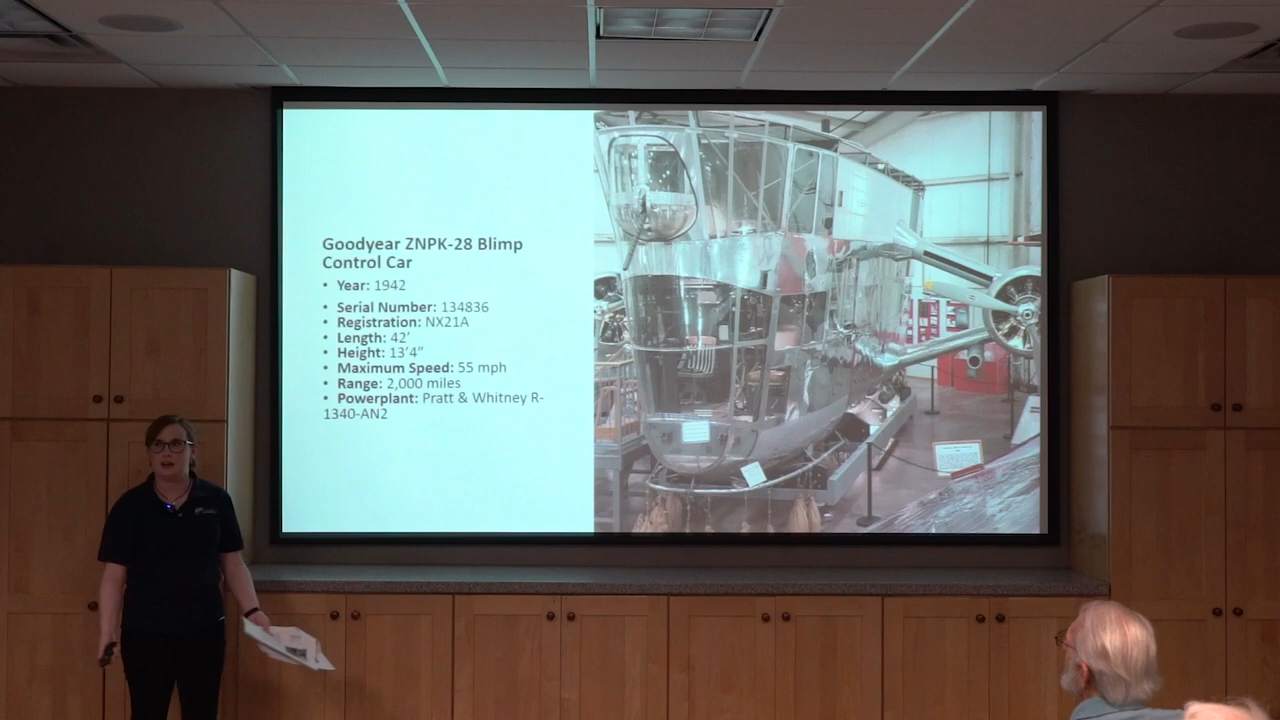 Goodyear ZNPK-28 Blimp
Control Car
• Year: 1942
• Serial Number: 134836
• Registration: NX21A
• Length: 42'
• Height: 13'4"
• Maximum Speed: 55 mph
• Range: 2,000 miles
• Powerplant: Pratt & Whitney R-
1340-AN2